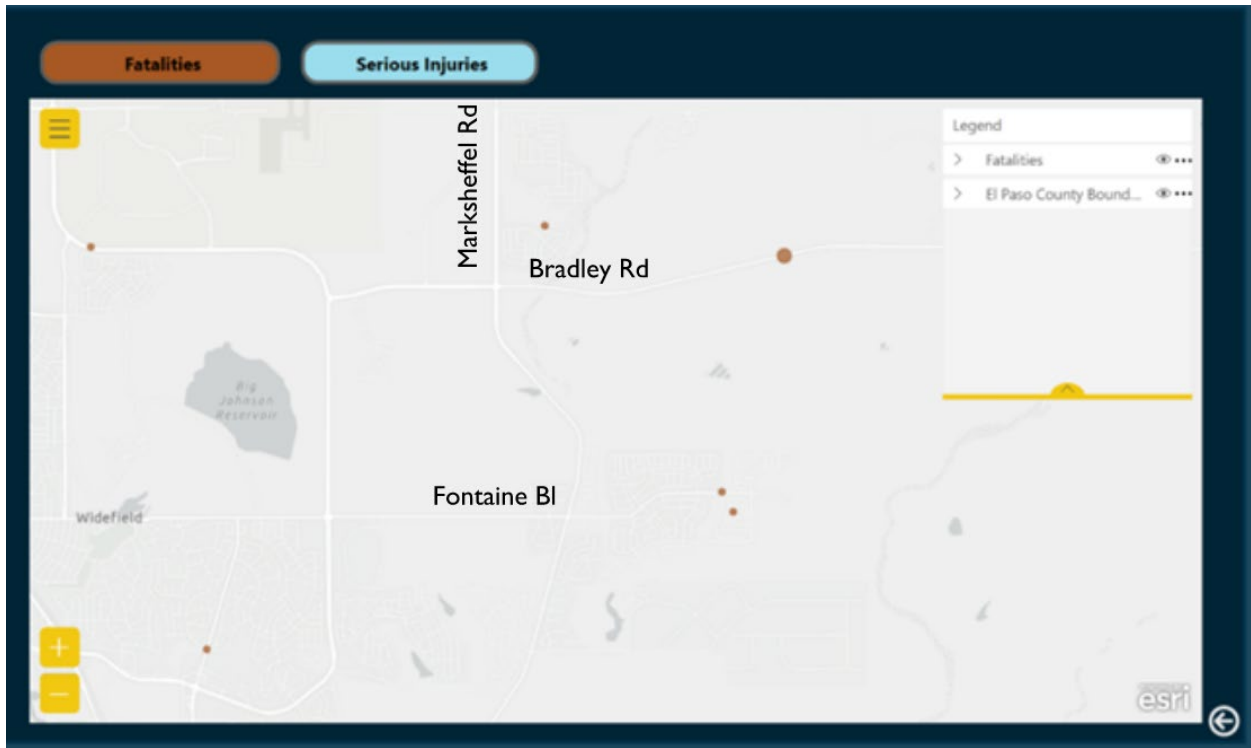 Fatalities
Serious Injuries
Marksheffel Rd
Legend
Fatalities
El Paso County Bound...
Bradley Rd
Big
Johnson
Reservoir
Fontaine Bl
Widefield
esri